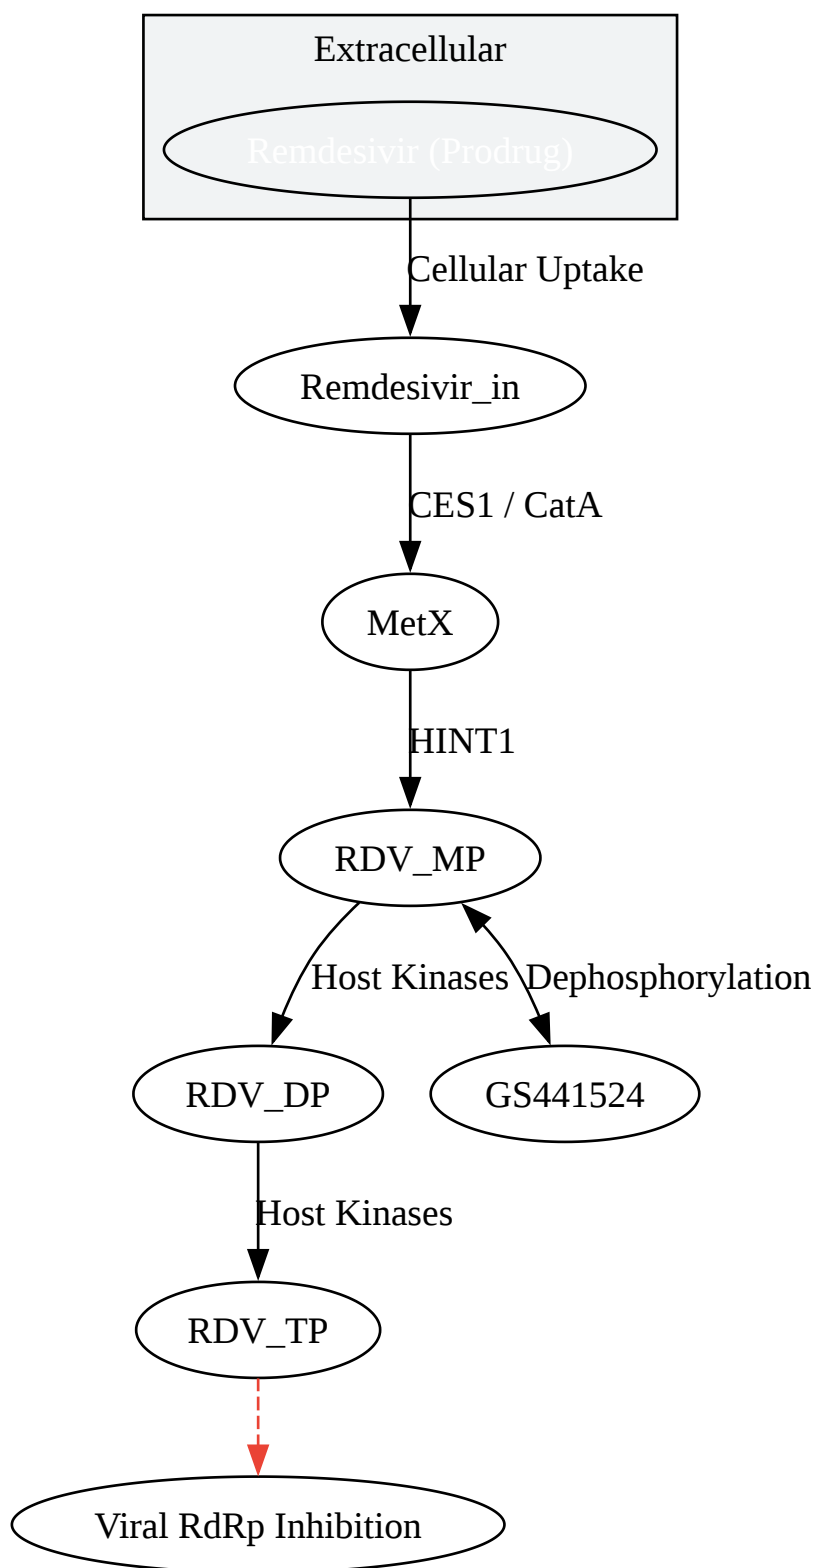 Extracellular
Remdesivir (Prodrug)
Cellular Uptake
Remdesivir_in
CES1 / CatA
MetX
HINT1
RDV_MP
Host Kinases
Dephosphorylation
RDV_DP
GS441524
Host Kinases
RDV_TP
Viral RdRp Inhibition